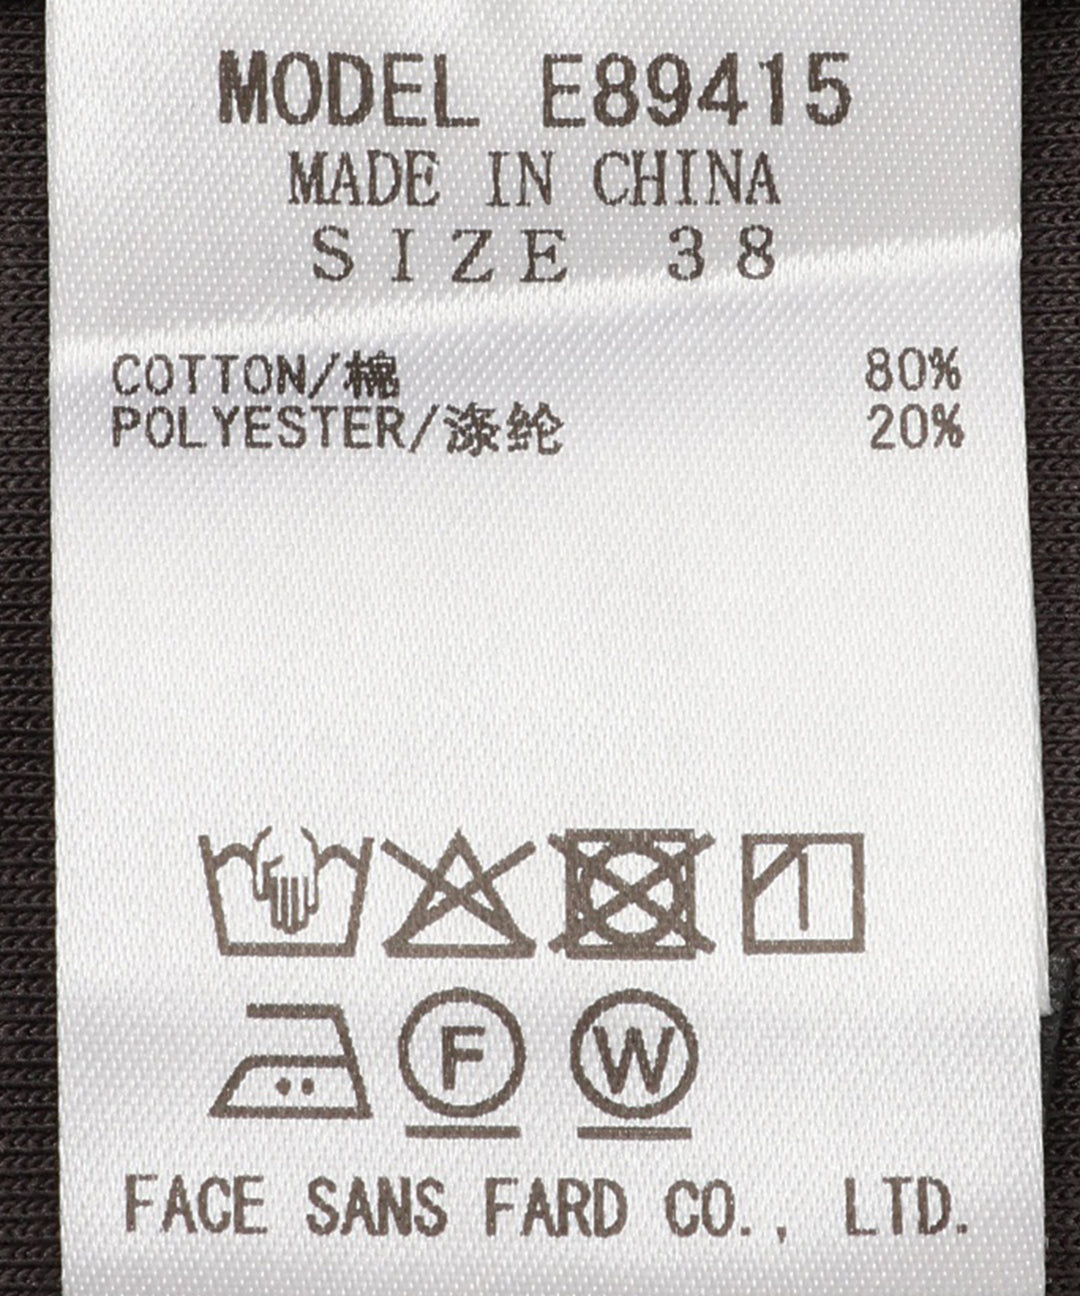 MODEL E89415
MADE IN CHINA
SIZE 38
COTTON/棉 80%
POLYESTER/涤纶 20%
F W
FACE SANS FARD CO., LTD.